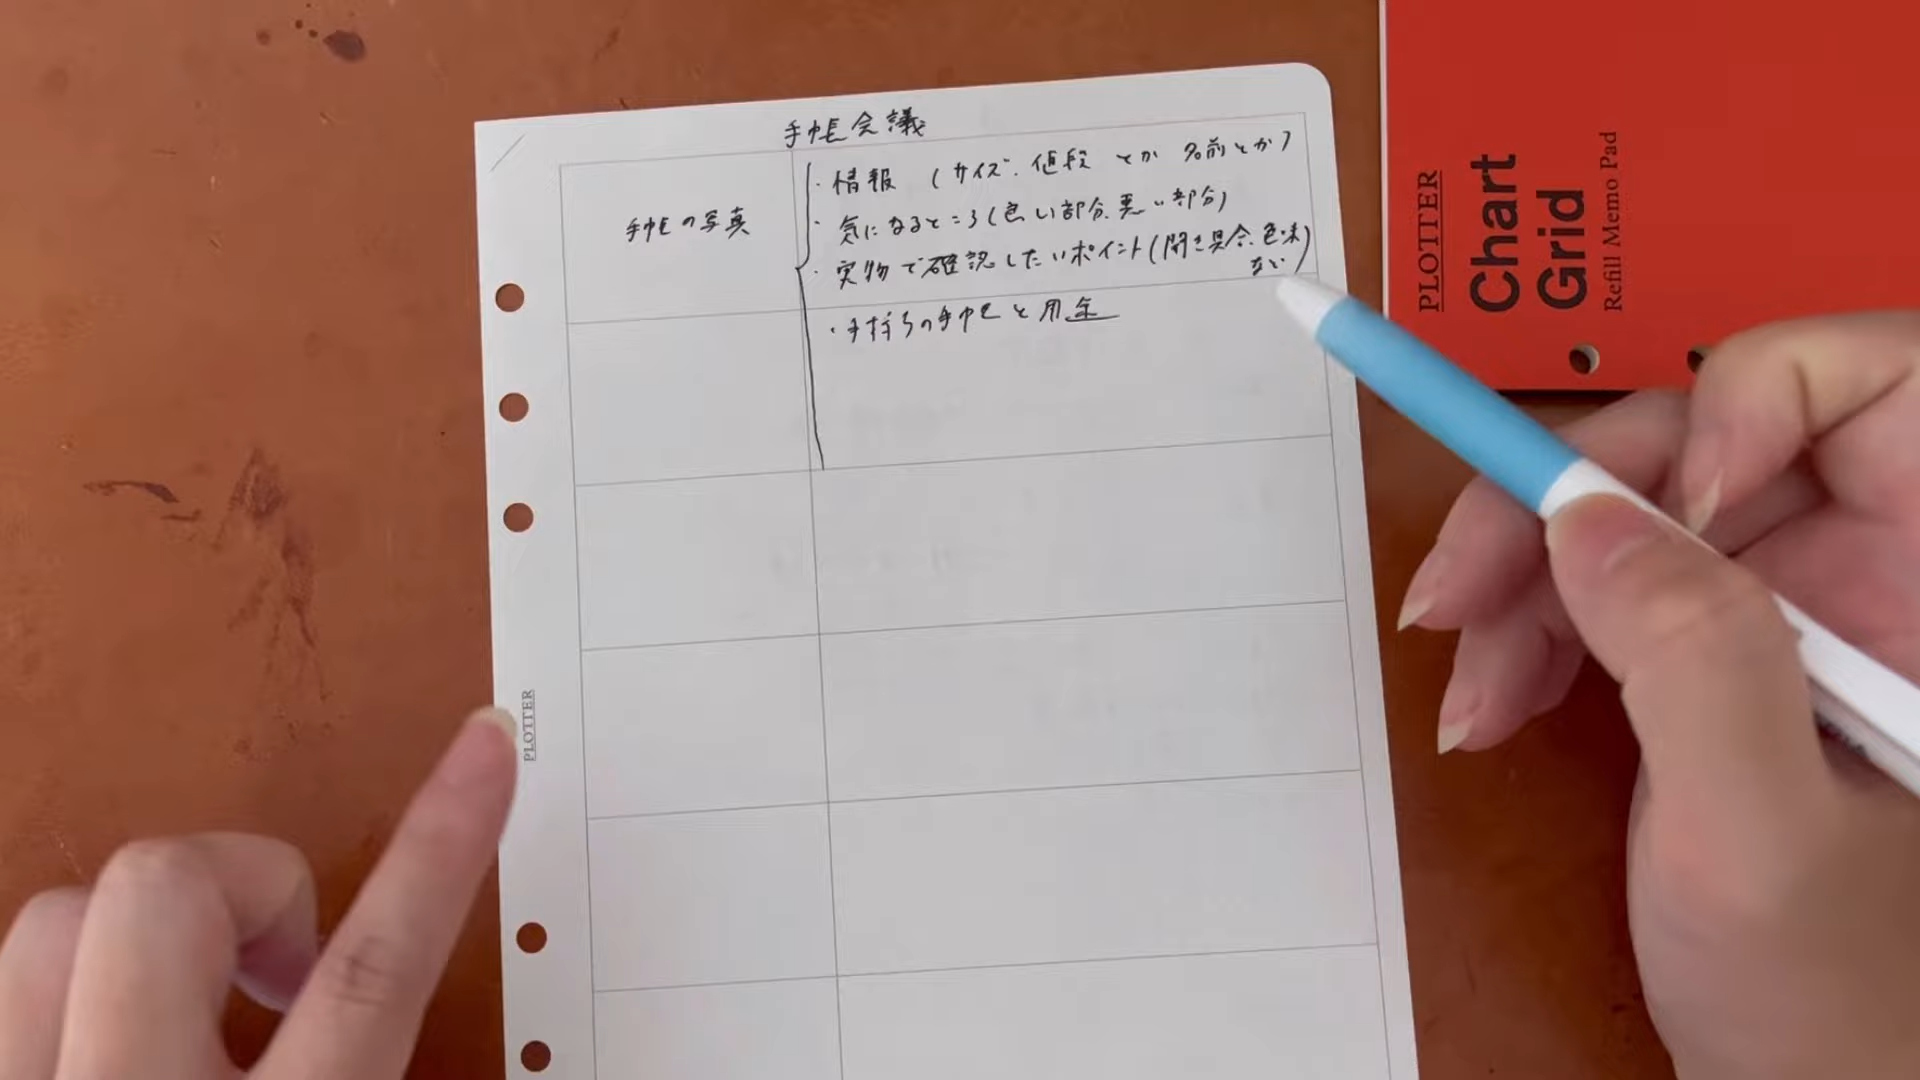 手帳会議
手帳の写真
・情報 (サイズ、値段 とか 名前とか)
・気になるところ(良い部分、悪い部分)
・実物で確認したいポイント(開き具合、色味
など)
・手持ちの手帳と用途
PLOTTER
PLOTTER
Chart
Grid
Refill Memo Pad